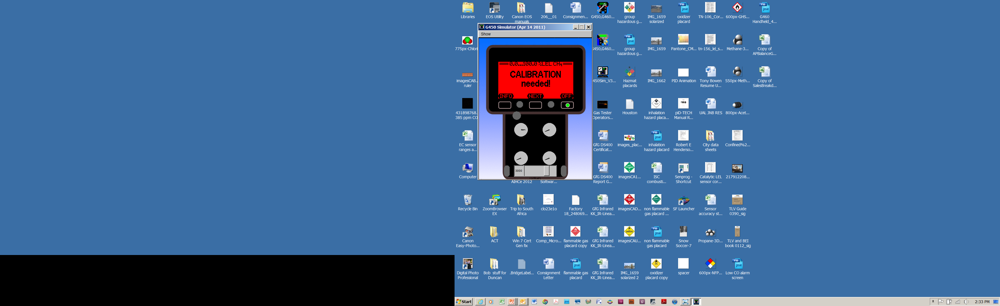 Libraries
EOS Utility
Canon EOS
manuals
206__01
Consignmen...
G450,G460...
group
hazardous g...
IMG_1659
solarized
oxidizer
placard
TN-106_Cor...
600px-GHS...
G460
Handheld_4...
G450 Simulator (Apr 14 2011)
Show
0.0...100.0 %LEL CH4
CALIBRATION
needed!
INFO
NEXT
OFF
3000
775px-Chlori
group
hazardous g...
IMG_1659
Pantone_CM...
tn-156_lel_s...
Methane-3...
Copy of
APBalanceG...
imagesCAB...
ruler
450Sim_V3...
Hazmat
placards
IMG_1662
PID Animation
Tony Bowen
Resume U...
550px-Meth...
Copy of
SalesBreakd...
431898768.
385 ppm CO
Gas Tester
Operators...
Houston
inhalation
hazard placa...
piD-TECH
Manual R...
UAL JNB RES
800px-Acet...
EC sensor
ranges a...
GfG DS400
Certificat...
images_plac...
inhalation
hazard placard
Robert E
Henderso...
City data
sheets
Confined%2...
Computer
AIHCe 2012
Softwar...
GfG DS400
Report G...
imagesCA1...
ISC
combusti...
Senprog -
Shortcut
Catalytic LEL
sensor cor...
217912208...
Recycle Bin
ZoomBrowser
EX
Trip to South
Africa
clo23e1o
Factory
18_248069...
GfG Infrared
KK_IR-Linea...
imagesCAD...
non flammable
gas placard ...
SF Launcher
Sensor
accuracy st...
TLV Guide
0390_sig
Canon
Easy-Photo...
ACT
Win 7 Cert
Gen fix
Comp_Micro...
flammable gas
placard copy
GfG Infrared
KK_IR-Linea...
imagesCAU...
non flammable
gas placard
Snow
Soccer-7
Propane-3D...
TLV and BEI
book 0112_sig
Digital Photo
Professional
Bob stuff for
Duncan
.BridgeLabel...
Consignment
Letter
flammable gas
placard
GfG Infrared
KK_IR-Linea...
IMG_1659
solarized 2
oxidizer
placard copy
spacer
600px-NFP...
Low CO alarm
screen
Start
2:33 PM